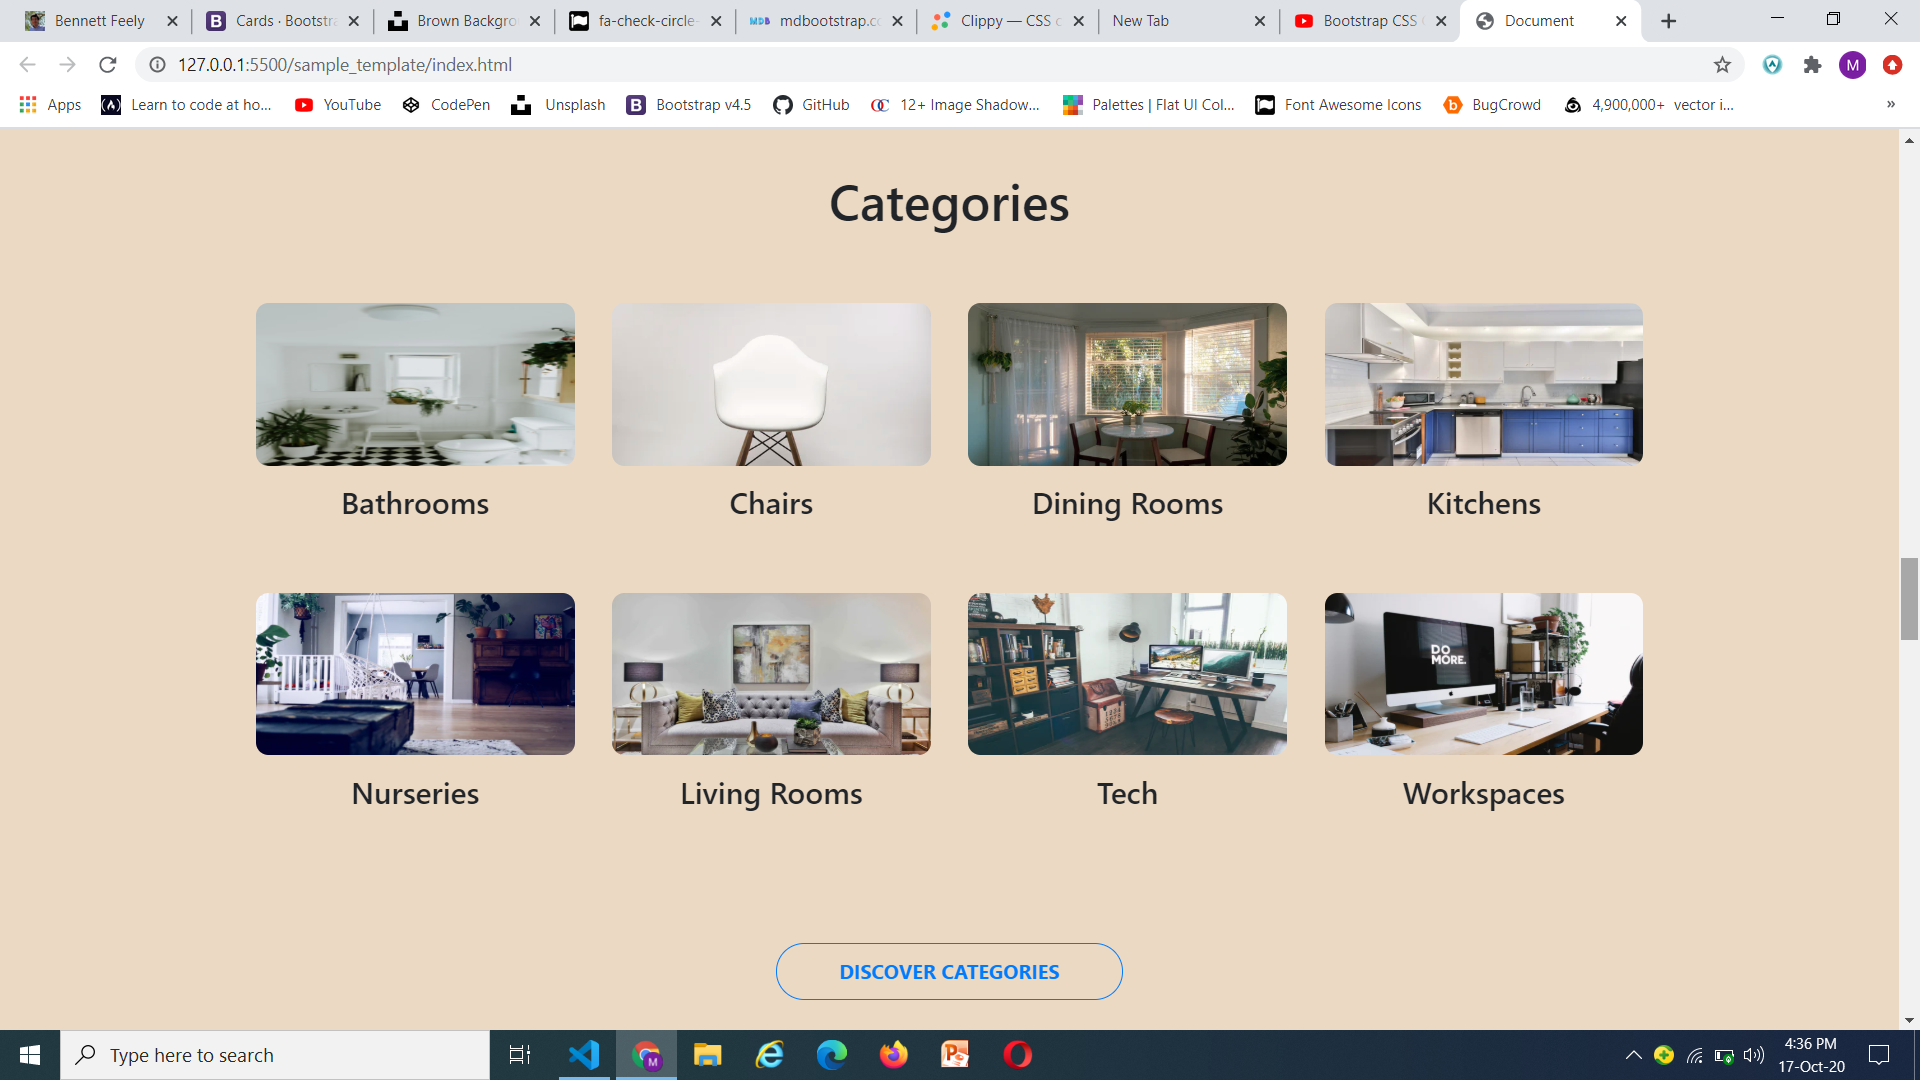 Bennett Feely
Cards · Bootstra
Brown Backgro
fa-check-circle-
MDB mdbootstrap.co
Clippy — CSS c
New Tab
Bootstrap CSS
Document
127.0.0.1:5500/sample_template/index.html
M
Apps
(A) Learn to code at ho...
YouTube
CodePen
Unsplash
B Bootstrap v4.5
GitHub
OC 12+ Image Shadow...
Palettes | Flat UI Col...
Font Awesome Icons
b BugCrowd
4,900,000+ vector i...
»
Categories
Bathrooms
Chairs
Dining Rooms
Kitchens
DO
MORE.
Nurseries
Living Rooms
Tech
Workspaces
DISCOVER CATEGORIES
Type here to search
M
4:36 PM
17-Oct-20